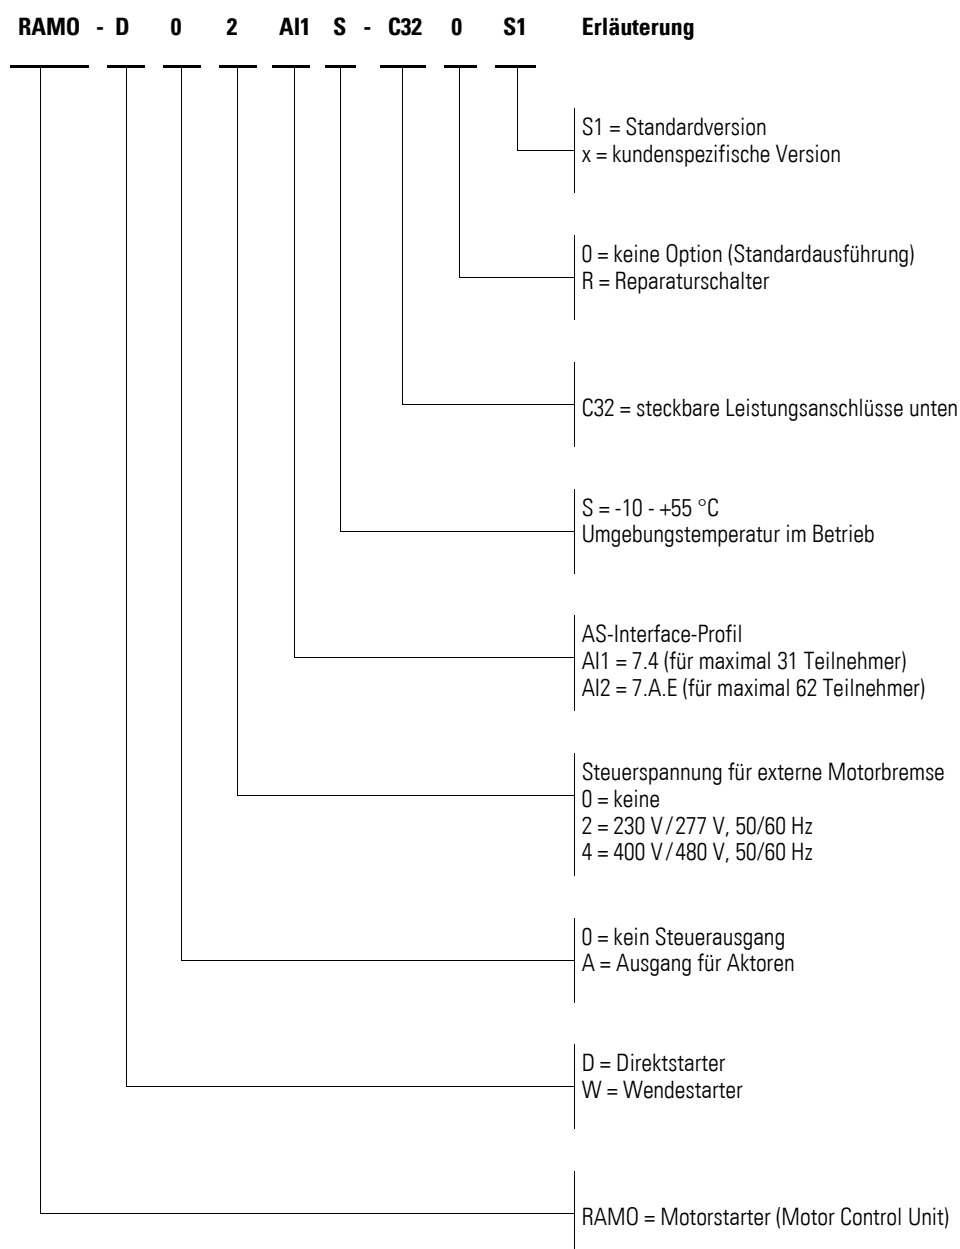 RAMO - D 0 2 AI1 S - C32 0 S1 Erläuterung
S1 = Standardversion
x = kundenspezifische Version
0 = keine Option (Standardausführung)
R = Reparaturschalter
C32 = steckbare Leistungsanschlüsse unten
S = -10 - +55 °C
Umgebungstemperatur im Betrieb
AS-Interface-Profil
AI1 = 7.4 (für maximal 31 Teilnehmer)
AI2 = 7.A.E (für maximal 62 Teilnehmer)
Steuerspannung für externe Motorbremse
0 = keine
2 = 230 V/277 V, 50/60 Hz
4 = 400 V/480 V, 50/60 Hz
0 = kein Steuerausgang
A = Ausgang für Aktoren
D = Direktstarter
W = Wendestarter
RAMO = Motorstarter (Motor Control Unit)